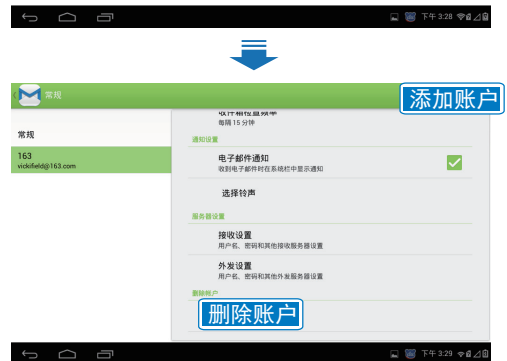 下午 3:28
常规
添加账户
收件箱检查频率
每隔 15 分钟
常规
通知设置
163
vickifield@163.com
电子邮件通知
收到电子邮件时在系统栏中显示通知
选择铃声
服务器设置
接收设置
用户名、密码和其他接收服务器设置
外发设置
用户名、密码和其他外发服务器设置
删除帐户
删除账户
下午 3:29